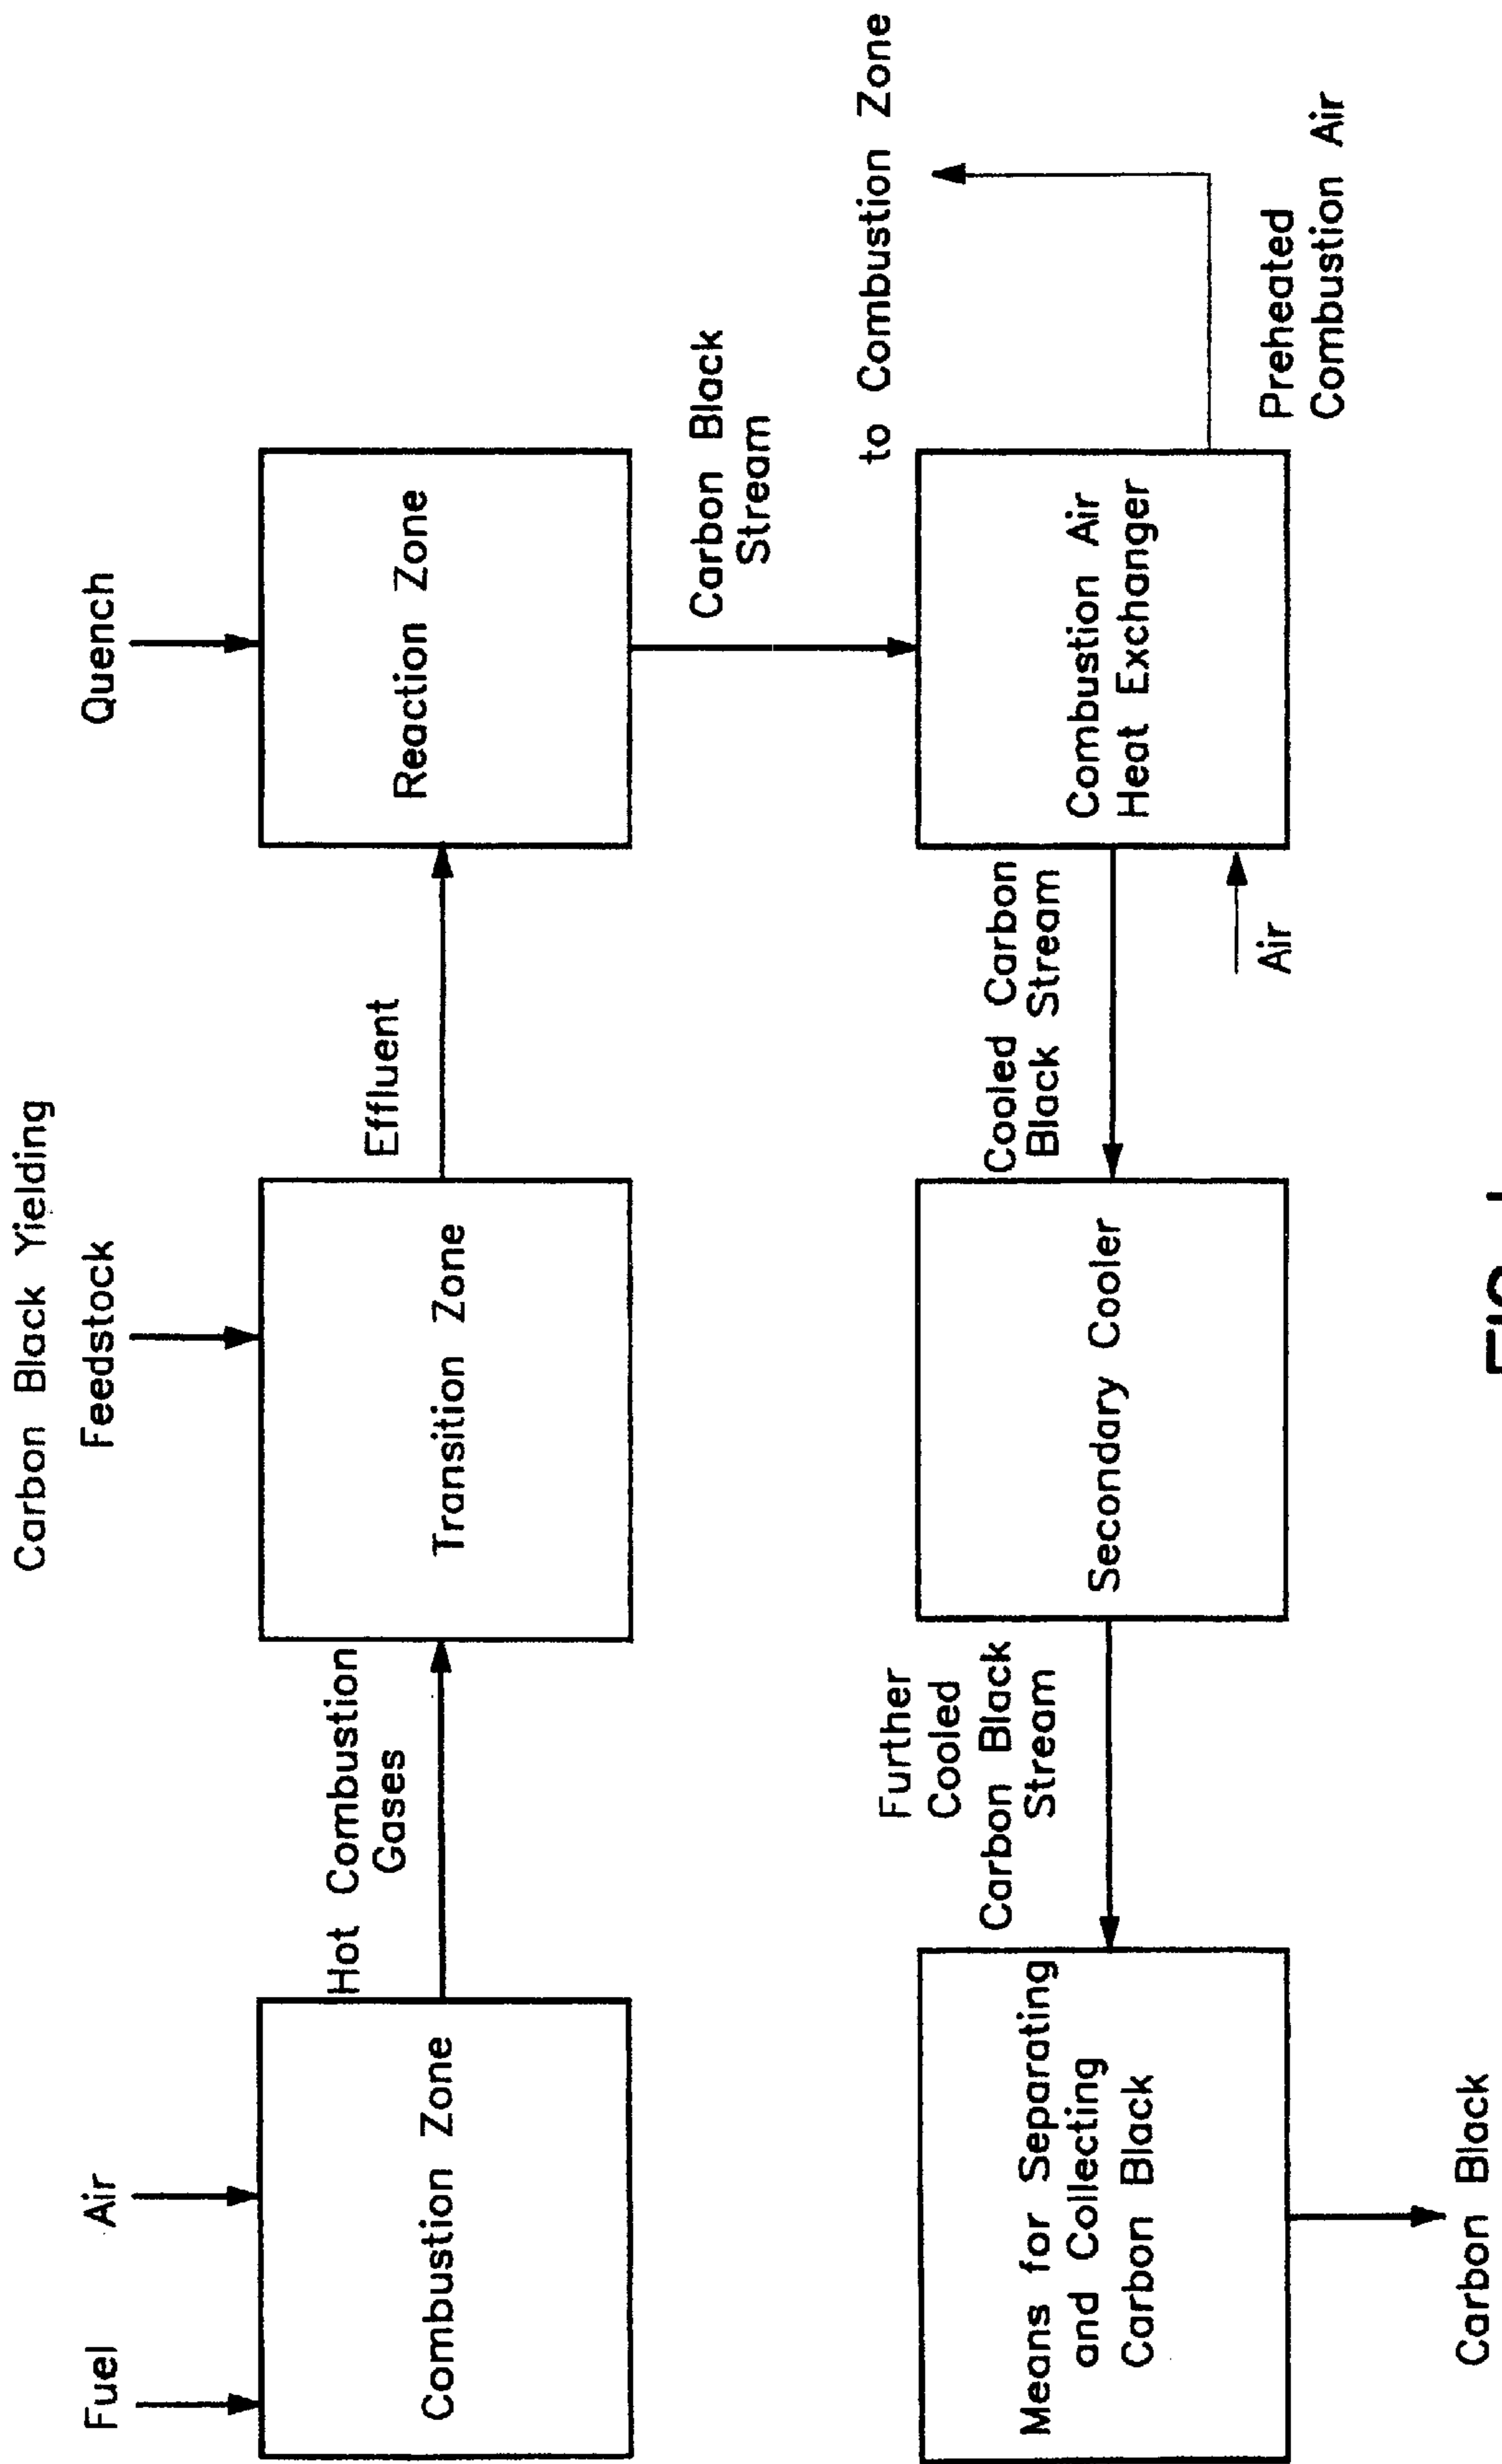 Carbon Black Yielding
Fuel
Air
Feedstock
Quench
Combustion Zone
Hot Combustion
Gases
Transition Zone
Effluent
Reaction Zone
Carbon Black
Stream
to Combustion Zone
Combustion Air
Heat Exchanger
Air
Preheated
Combustion Air
Cooled Carbon
Black Stream
Secondary Cooler
Further
Cooled
Carbon Black
Stream
Means for Separating
and Collecting
Carbon Black
Carbon Black